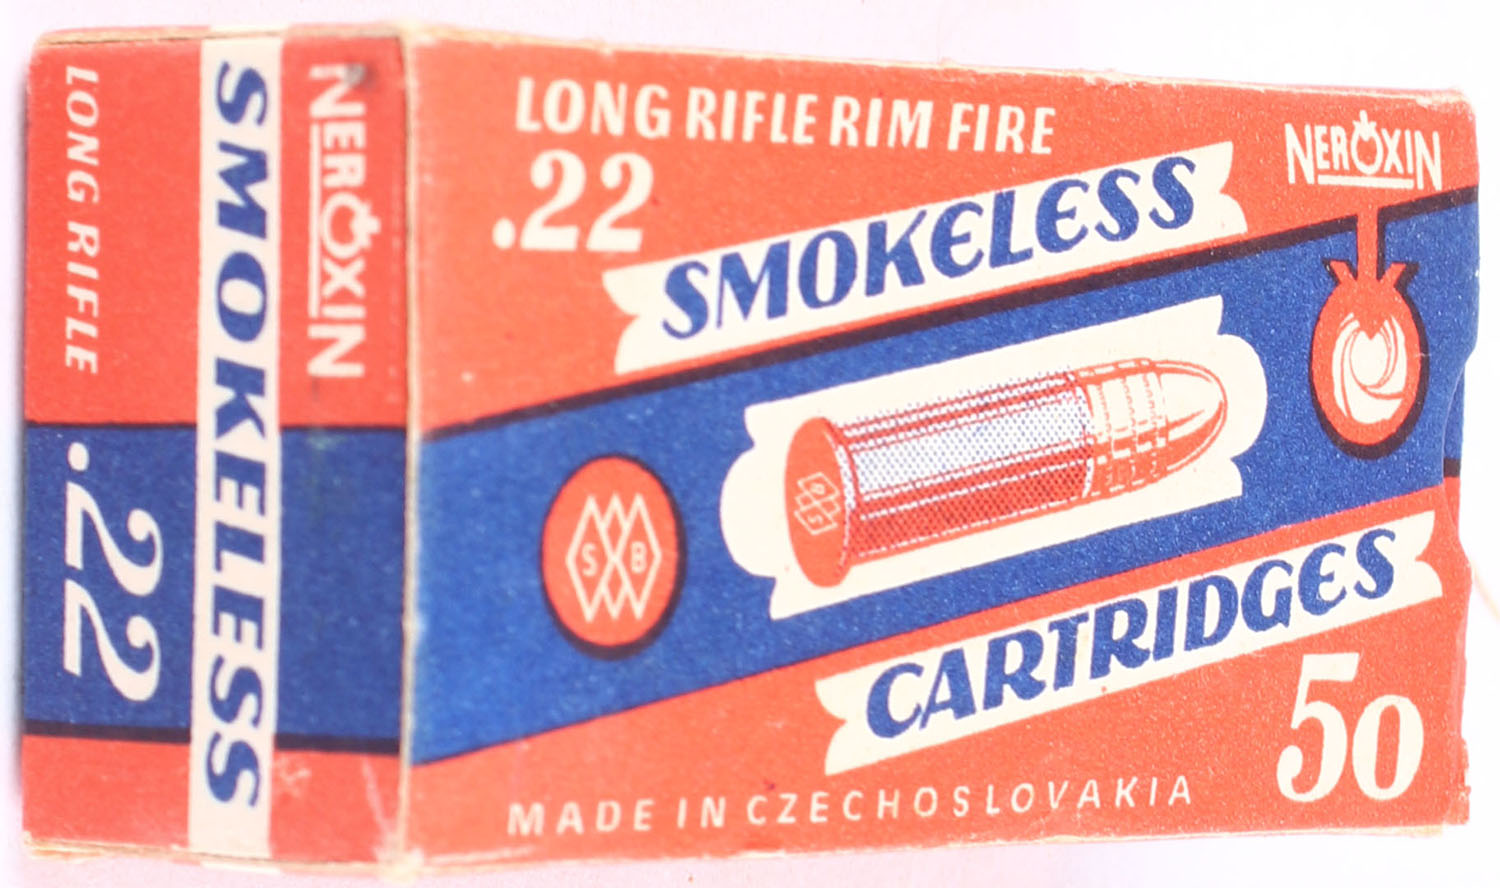 LONG RIFLE
.22
SMOKELESS
NEROXIN
LONG RIFLE RIM FIRE
.22
NEROXIN
SMOKELESS
S B
CARTRIDGES
50
MADE IN CZECHOSLOVAKIA